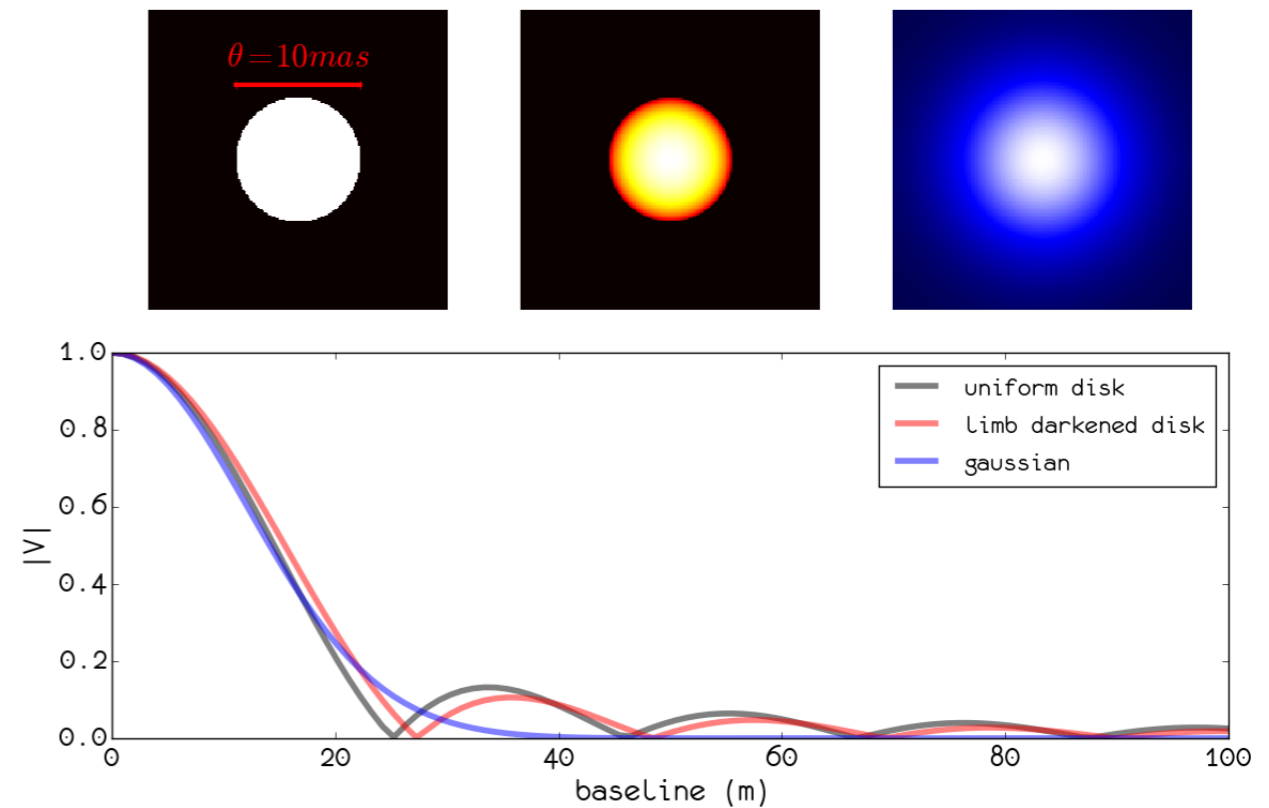 θ=10mas
1.0
0.8
0.6
0.4
0.2
0.0
|V|
uniform disk
limb darkened disk
gaussian
0 20 40 60 80 100
baseline (m)